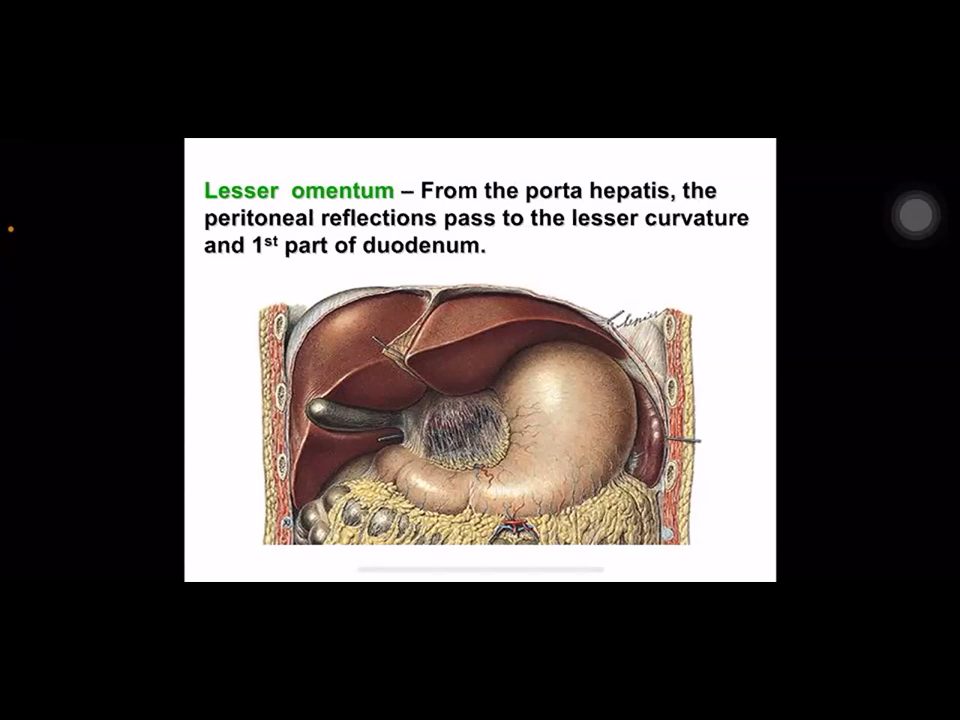 Lesser omentum – From the porta hepatis, the
peritoneal reflections pass to the lesser curvature
and 1st part of duodenum.